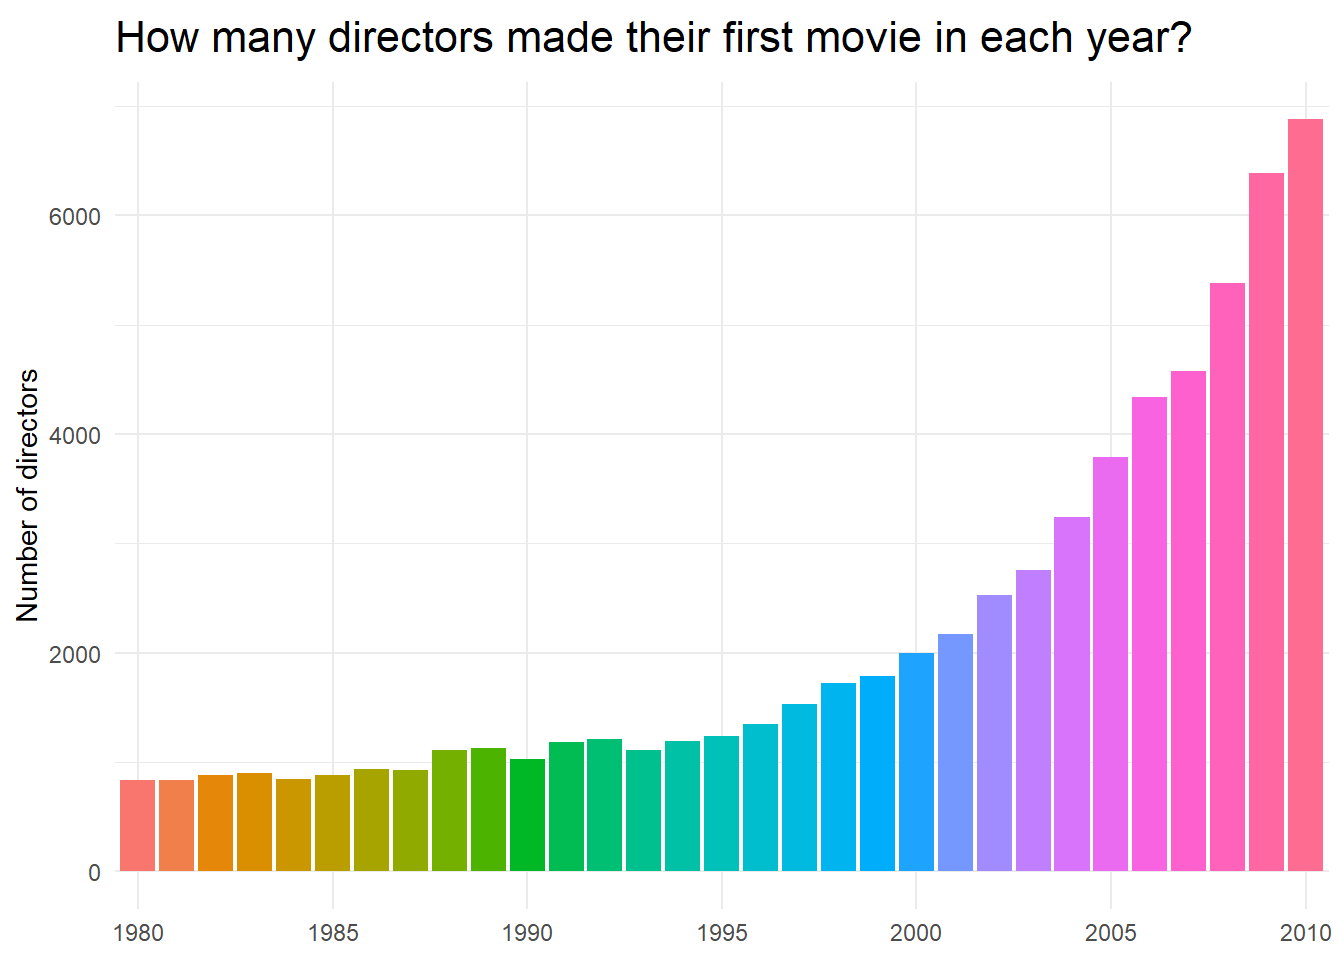 How many directors made their first movie in each year?
Number of directors
6000
4000
2000
0
1980 1985 1990 1995 2000 2005 2010